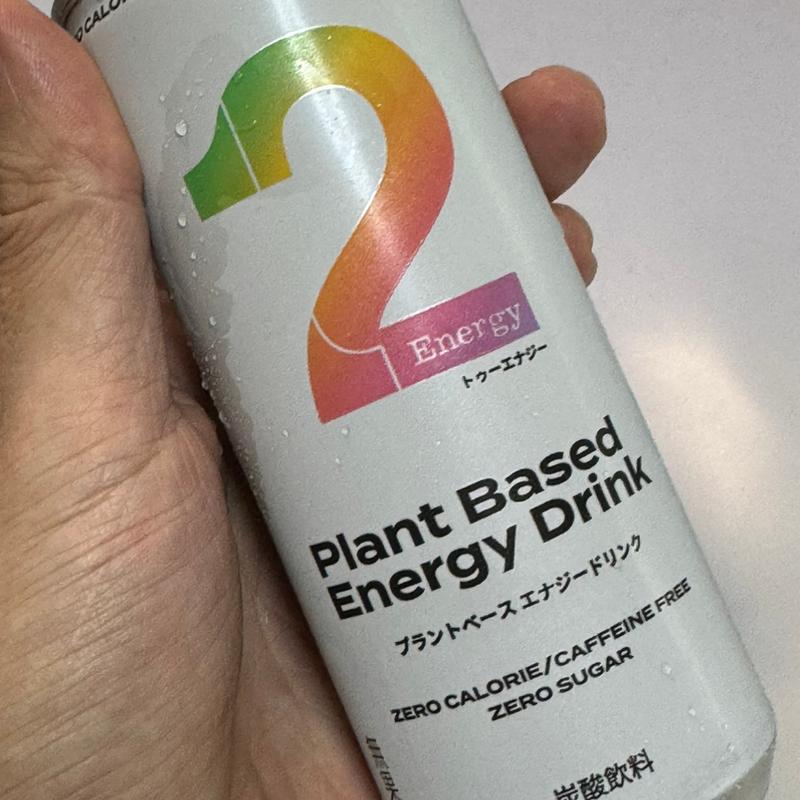 2
Energy
トゥーエナジー
Plant Based
Energy Drink
プラントベース エナジードリンク
ZERO CALORIE/CAFFEINE FREE
ZERO SUGAR
炭酸飲料